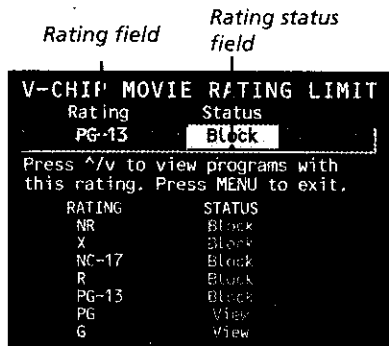 Rating field
Rating status field
V-CHIP MOVIE RATING LIMIT
Rating Status
PG-13 Block
Press ^/v to view programs with
this rating. Press MENU to exit.
RATING STATUS
NR Block
X Block
NC-17 Block
R Block
PG-13 Block
PG View
G View